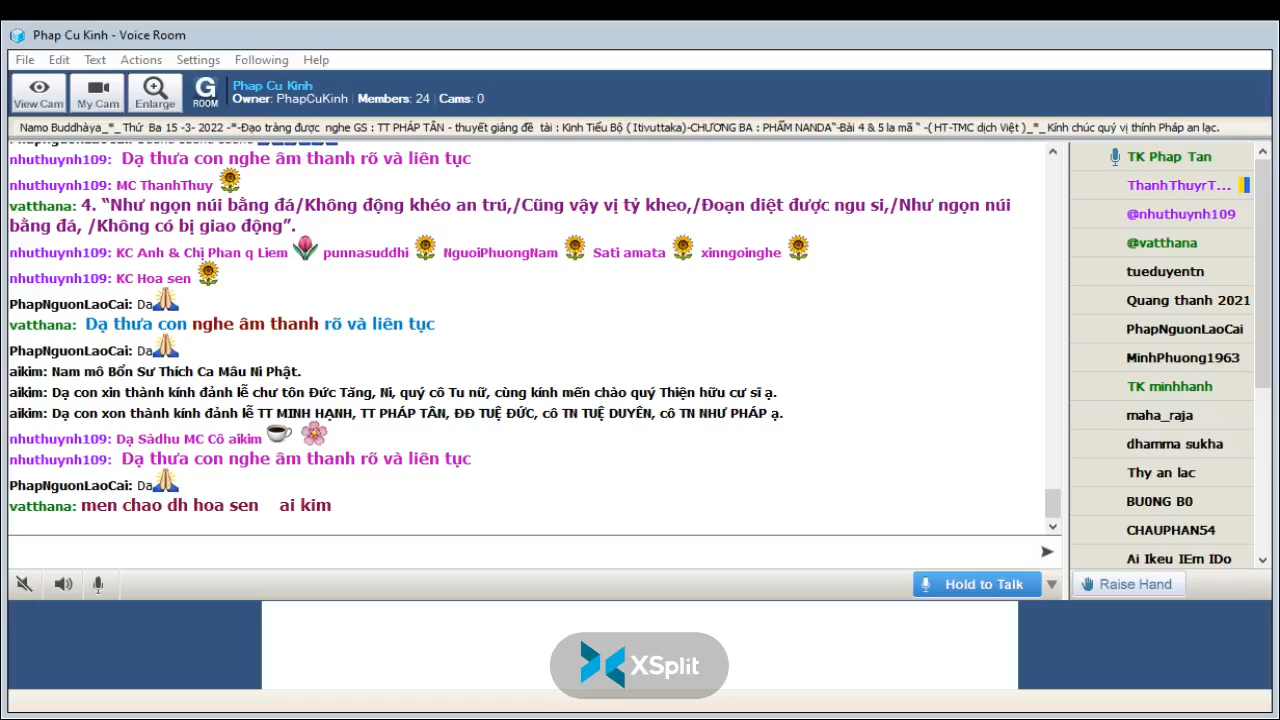 Phap Cu Kinh - Voice Room
File Edit Text Actions Settings Following Help
View Cam My Cam Enlarge G ROOM
Phap Cu Kinh
Owner: PhapCuKinh | Members: 24 | Cams: 0
Namo Buddhàya_*_ Thứ Ba 15 -3- 2022 -*-Đạo tràng được nghe GS : TT PHÁP TÂN - thuyết giảng đề tài : Kinh Tiểu Bộ ( Itivuttaka)-CHƯƠNG BA : PHẨM NANDA“-Bài 4 & 5 la mã “ -( HT-TMC dịch Việt )_*_ Kính chúc quý vị thính Pháp an lạc.
nhuthuynh109: Dạ thưa con nghe âm thanh rõ và liên tục
nhuthuynh109: MC ThanhThuy
vatthana: 4. “Như ngọn núi bằng đá/Không động khéo an trú,/Cũng vậy vị tỷ kheo,/Đoạn diệt được ngu si,/Như ngọn núi
bằng đá, /Không có bị giao động”.
nhuthuynh109: KC Anh & Chị Phan q Liem punnasuddhi NguoiPhuongNam Sati amata xinngoinghe
nhuthuynh109: KC Hoa sen
PhapNguonLaoCai: Da
vatthana: Dạ thưa con nghe âm thanh rõ và liên tục
PhapNguonLaoCai: Da
aikim: Nam mô Bổn Sư Thích Ca Mâu Ni Phật.
aikim: Dạ con xin thành kính đảnh lễ chư tôn Đức Tăng, Ni, quý cô Tu nữ, cùng kính mến chào quý Thiện hữu cư sĩ ạ.
aikim: Dạ con xon thành kính đảnh lễ TT MINH HẠNH, TT PHÁP TÂN, ĐĐ TUỆ ĐỨC, cô TN TUỆ DUYÊN, cô TN NHƯ PHÁP ạ.
nhuthuynh109: Dạ Sàdhu MC Cô aikim
nhuthuynh109: Dạ thưa con nghe âm thanh rõ và liên tục
PhapNguonLaoCai: Da
vatthana: men chao dh hoa sen ai kim
TK Phap Tan
ThanhThuyrT...
@nhuthuynh109
@vatthana
tueduyentn
Quang thanh 2021
PhapNguonLaoCai
MinhPhuong1963
TK minhhanh
maha_raja
dhamma sukha
Thy an lac
BU0NG B0
CHAUPHAN54
Ai Ikeu IEm IDo
Hold to Talk
Raise Hand
XSplit